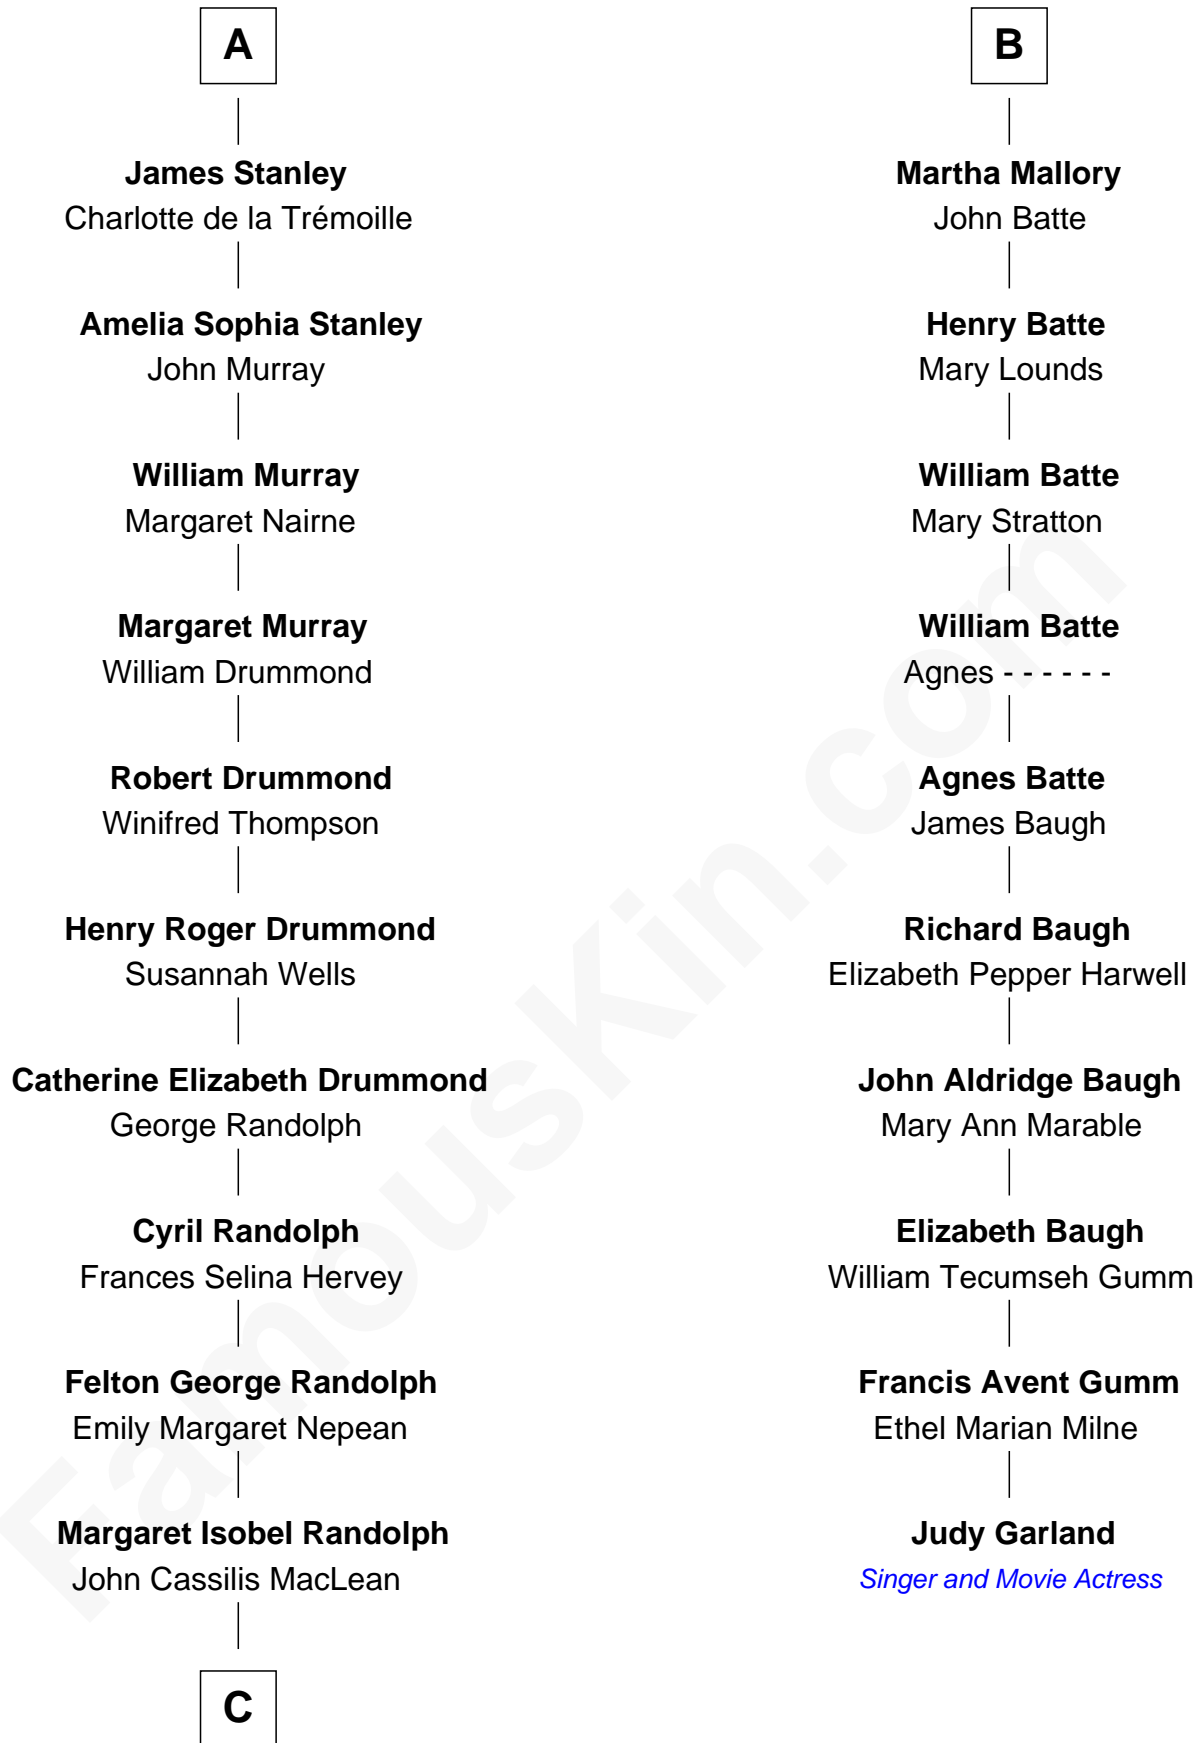 A
James Stanley
Charlotte de la Trémoille
Amelia Sophia Stanley
John Murray
William Murray
Margaret Nairne
Margaret Murray
William Drummond
Robert Drummond
Winifred Thompson
Henry Roger Drummond
Susannah Wells
Catherine Elizabeth Drummond
George Randolph
Cyril Randolph
Frances Selina Hervey
Felton George Randolph
Emily Margaret Nepean
Margaret Isobel Randolph
John Cassilis MacLean
C
B
Martha Mallory
John Batte
Henry Batte
Mary Lounds
William Batte
Mary Stratton
William Batte
Agnes - - - - - -
Agnes Batte
James Baugh
Richard Baugh
Elizabeth Pepper Harwell
John Aldridge Baugh
Mary Ann Marable
Elizabeth Baugh
William Tecumseh Gumm
Francis Avent Gumm
Ethel Marian Milne
Judy Garland
Singer and Movie Actress
FamousKin.com